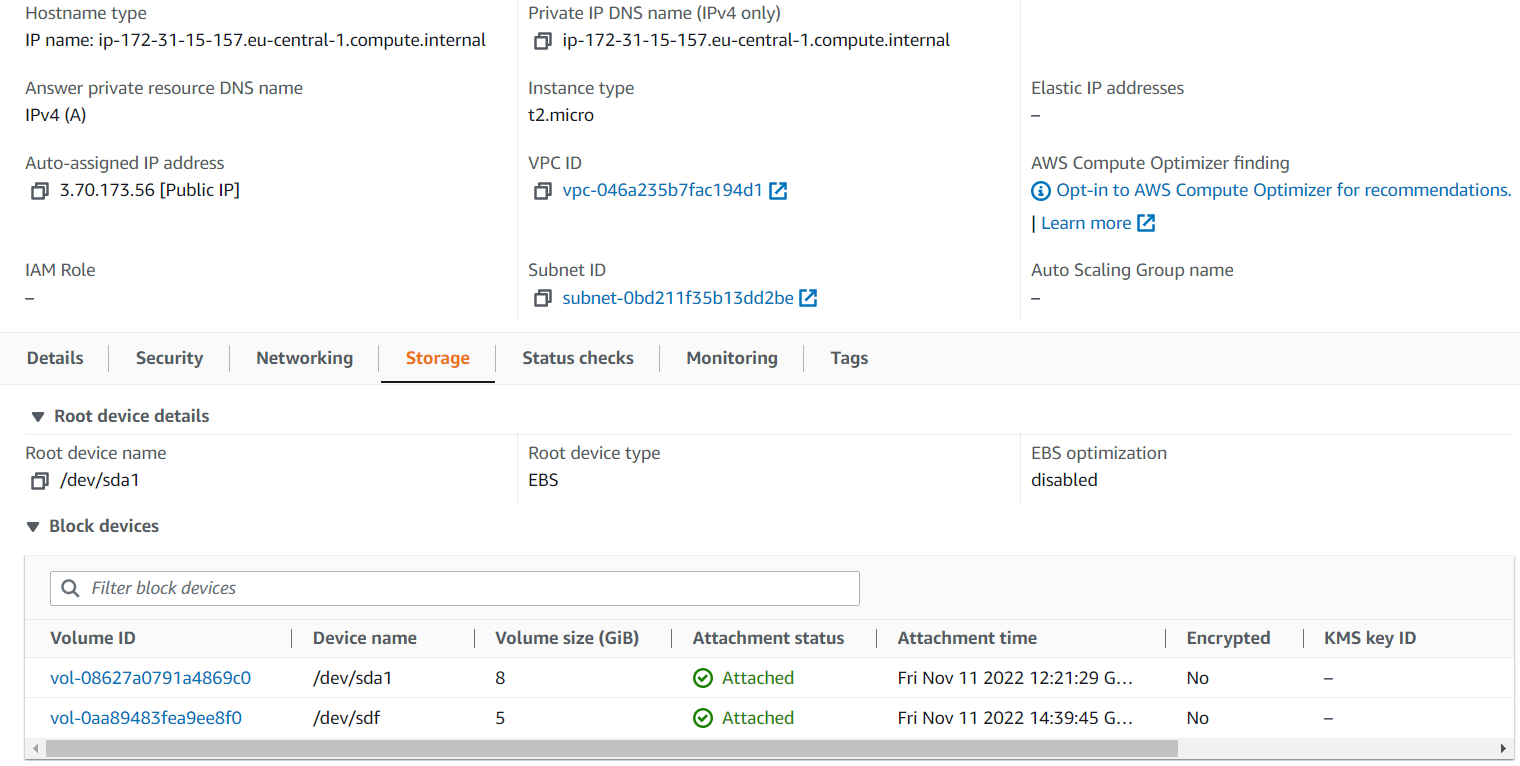 Hostname type
IP name: ip-172-31-15-157.eu-central-1.compute.internal
Private IP DNS name (IPv4 only)
ip-172-31-15-157.eu-central-1.compute.internal
Answer private resource DNS name
IPv4 (A)
Instance type
t2.micro
Elastic IP addresses
–
Auto-assigned IP address
3.70.173.56 [Public IP]
VPC ID
vpc-046a235b7fac194d1
AWS Compute Optimizer finding
Opt-in to AWS Compute Optimizer for recommendations.
| Learn more
IAM Role
–
Subnet ID
subnet-0bd211f35b13dd2be
Auto Scaling Group name
–
Details Security Networking Storage Status checks Monitoring Tags
Root device details
Root device name
/dev/sda1
Root device type
EBS
EBS optimization
disabled
Block devices
Filter block devices
Volume ID Device name Volume size (GiB) Attachment status Attachment time Encrypted KMS key ID
vol-08627a0791a4869c0 /dev/sda1 8 Attached Fri Nov 11 2022 12:21:29 G... No –
vol-0aa89483fea9ee8f0 /dev/sdf 5 Attached Fri Nov 11 2022 14:39:45 G... No –